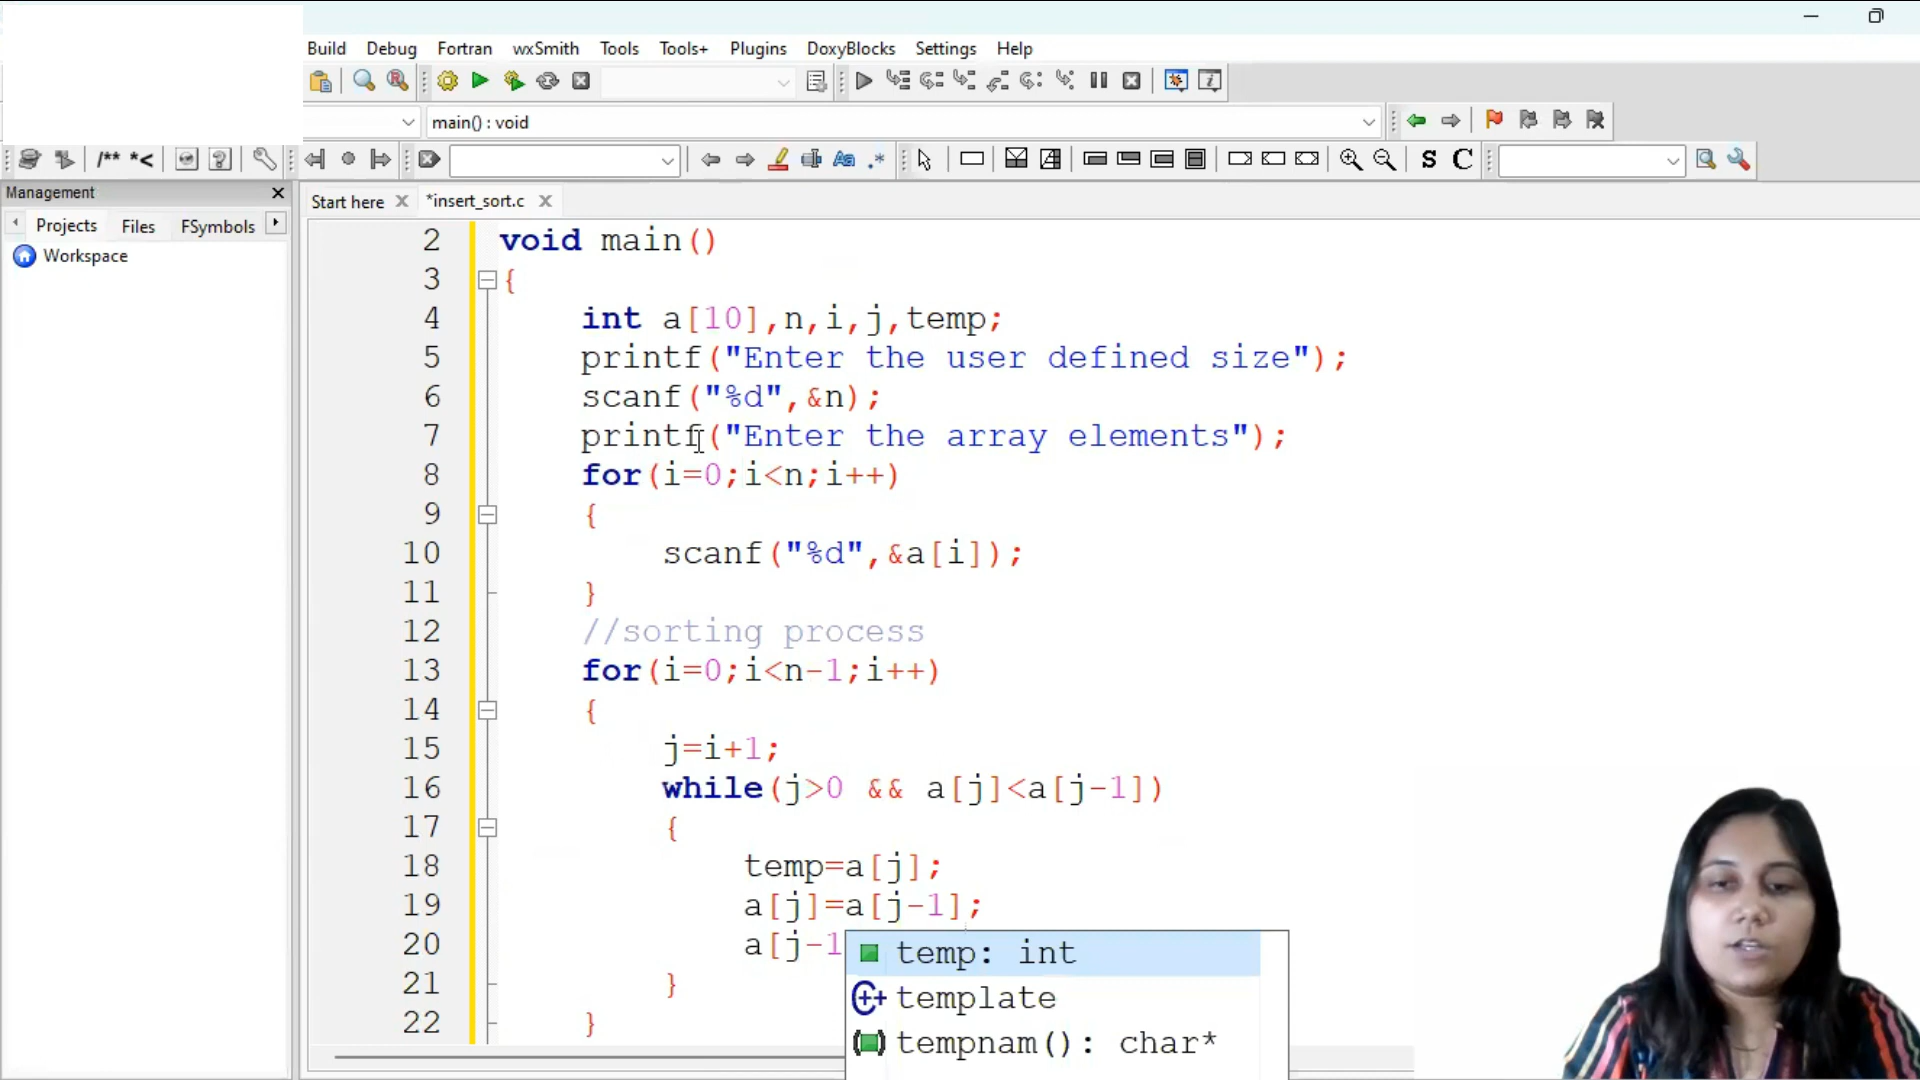 Build Debug Fortran wxSmith Tools Tools+ Plugins DoxyBlocks Settings Help
main() : void
/** *< Aa .* S C
Management
Start here *insert_sort.c
Projects Files FSymbols
Workspace
2 void main()
3 {
4 int a[10],n,i,j,temp;
5 printf("Enter the user defined size");
6 scanf("%d",&n);
7 printf("Enter the array elements");
8 for(i=0;i<n;i++)
9 {
10 scanf("%d",&a[i]);
11 }
12 //sorting process
13 for(i=0;i<n-1;i++)
14 {
15 j=i+1;
16 while(j>0 && a[j]<a[j-1])
17 {
18 temp=a[j];
19 a[j]=a[j-1];
20 a[j-1
temp: int
21 }
template
22 }
tempnam(): char*